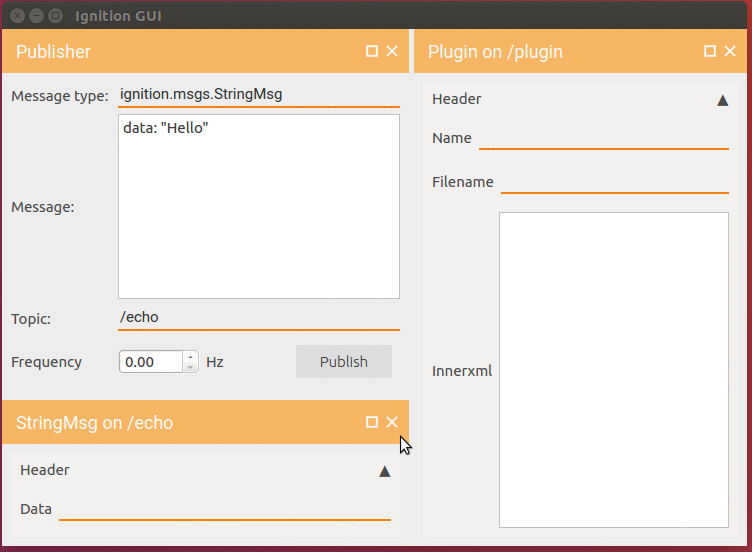 Ignition GUI
Publisher
Message type: ignition.msgs.StringMsg
Message: data: "Hello"
Topic: /echo
Frequency 0.00 Hz Publish
StringMsg on /echo
Header
Data
Plugin on /plugin
Header
Name
Filename
Innerxml